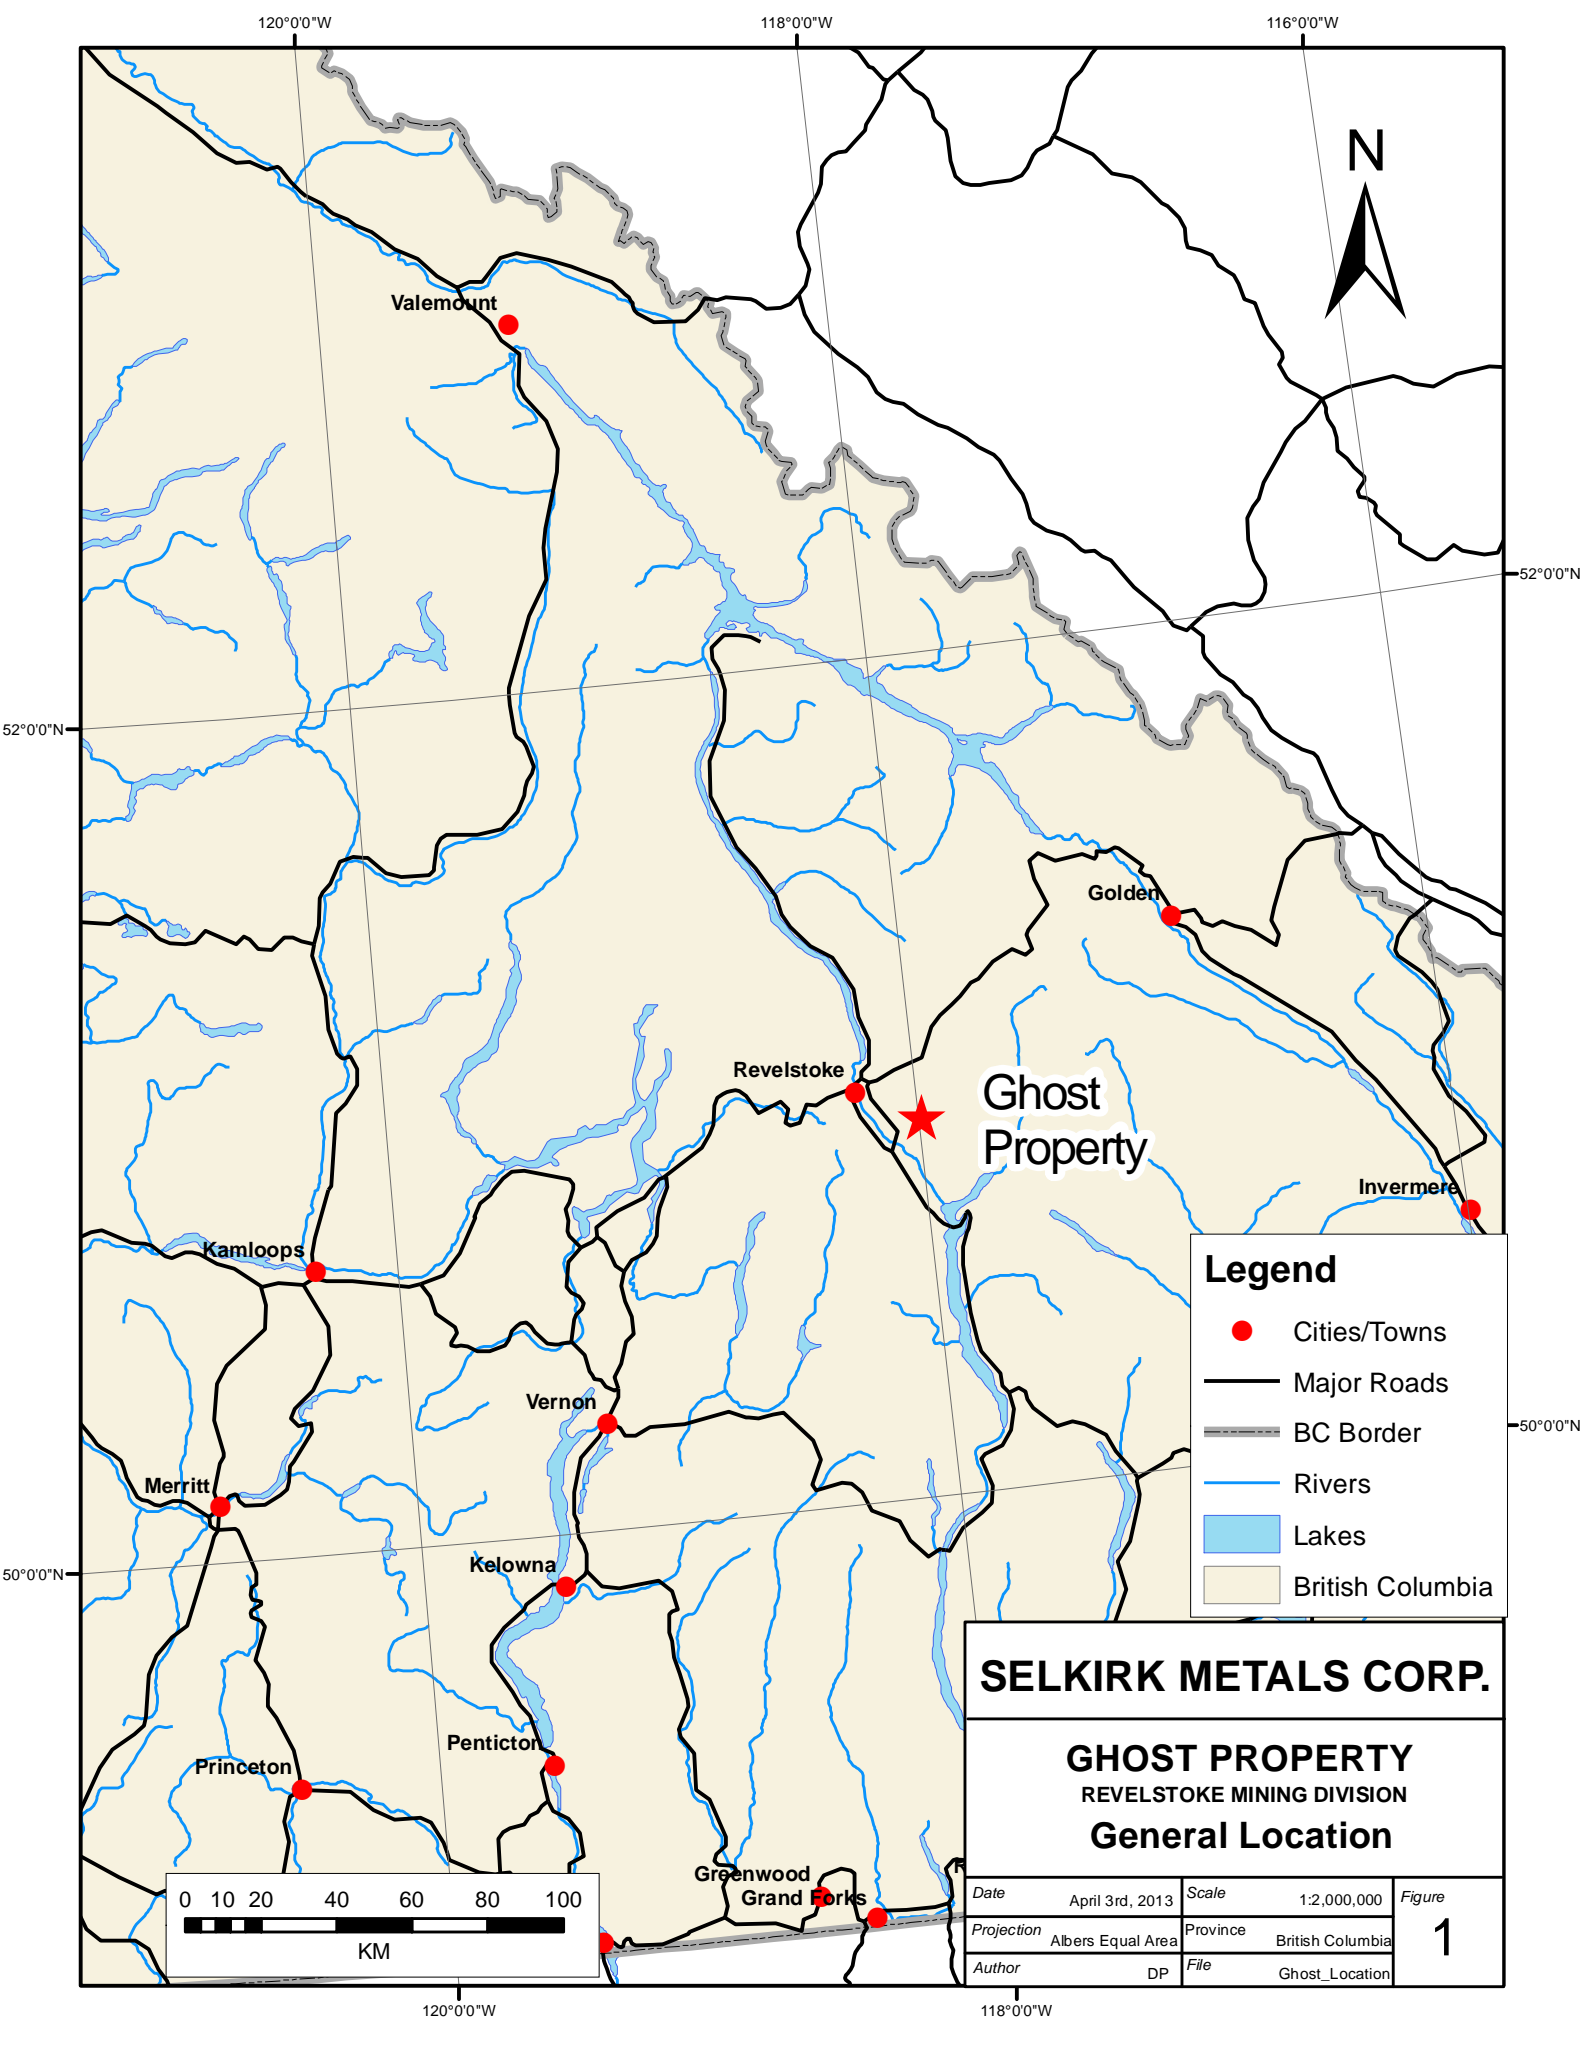 120°0'0"W
118°0'0"W
116°0'0"W
N
Valemount
52°0'0"N
52°0'0"N
Golden
Revelstoke
Ghost
Property
Invermere
Kamloops
Legend
Cities/Towns
Major Roads
BC Border
Rivers
Lakes
British Columbia
Vernon
50°0'0"N
Merritt
Kelowna
50°0'0"N
Penticton
Princeton
Greenwood
Grand Forks
SELKIRK METALS CORP.
GHOST PROPERTY
REVELSTOKE MINING DIVISION
General Location
Date April 3rd, 2013 Scale 1:2,000,000 Figure
Projection Albers Equal Area Province British Columbia 1
Author DP File Ghost_Location
0 10 20 40 60 80 100
KM
120°0'0"W
118°0'0"W